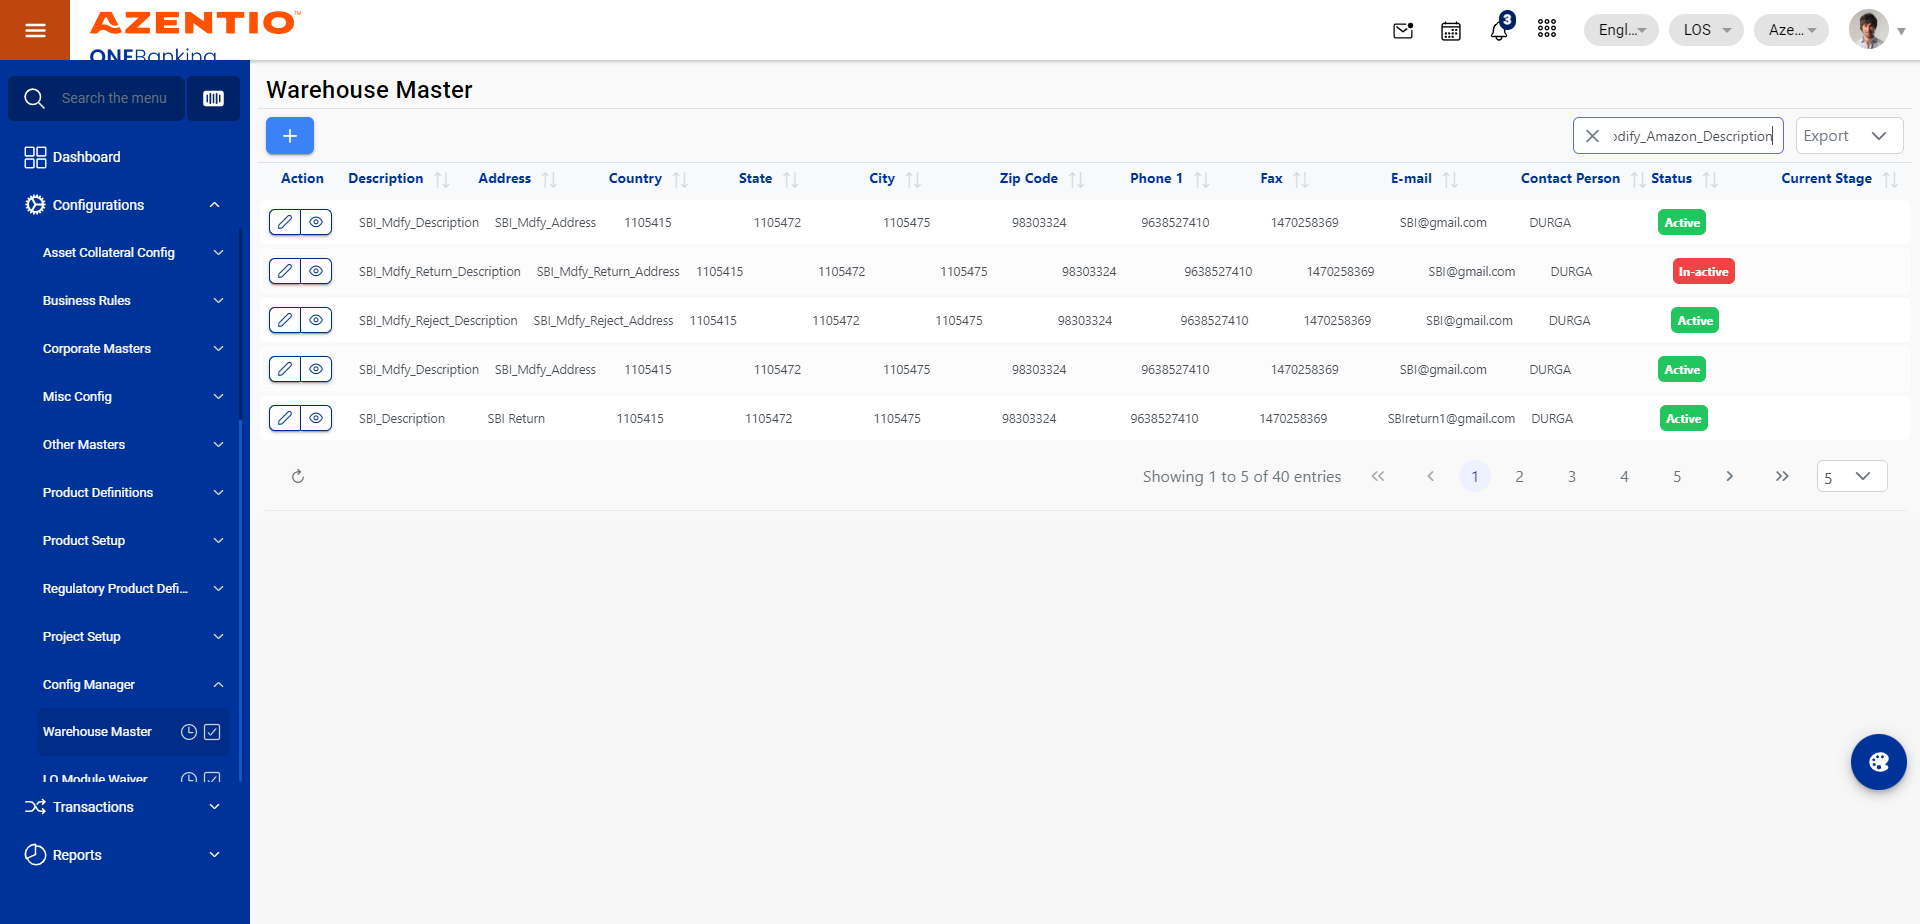 AZENTIO™
ONEBanking
3
Engl...
LOS
Aze...
Search the menu
Dashboard
Configurations
Asset Collateral Config
Business Rules
Corporate Masters
Misc Config
Other Masters
Product Definitions
Product Setup
Regulatory Product Defi...
Project Setup
Config Manager
Warehouse Master
LO Module Waiver
Transactions
Reports
Warehouse Master
odify_Amazon_Description
Export
Action Description Address Country State City Zip Code Phone 1 Fax E-mail Contact Person Status Current Stage
SBI_Mdfy_Description SBI_Mdfy_Address 1105415 1105472 1105475 98303324 9638527410 1470258369 SBI@gmail.com DURGA Active
SBI_Mdfy_Return_Description SBI_Mdfy_Return_Address 1105415 1105472 1105475 98303324 9638527410 1470258369 SBI@gmail.com DURGA In-active
SBI_Mdfy_Reject_Description SBI_Mdfy_Reject_Address 1105415 1105472 1105475 98303324 9638527410 1470258369 SBI@gmail.com DURGA Active
SBI_Mdfy_Description SBI_Mdfy_Address 1105415 1105472 1105475 98303324 9638527410 1470258369 SBI@gmail.com DURGA Active
SBI_Description SBI Return 1105415 1105472 1105475 98303324 9638527410 1470258369 SBIreturn1@gmail.com DURGA Active
Showing 1 to 5 of 40 entries 1 2 3 4 5 5